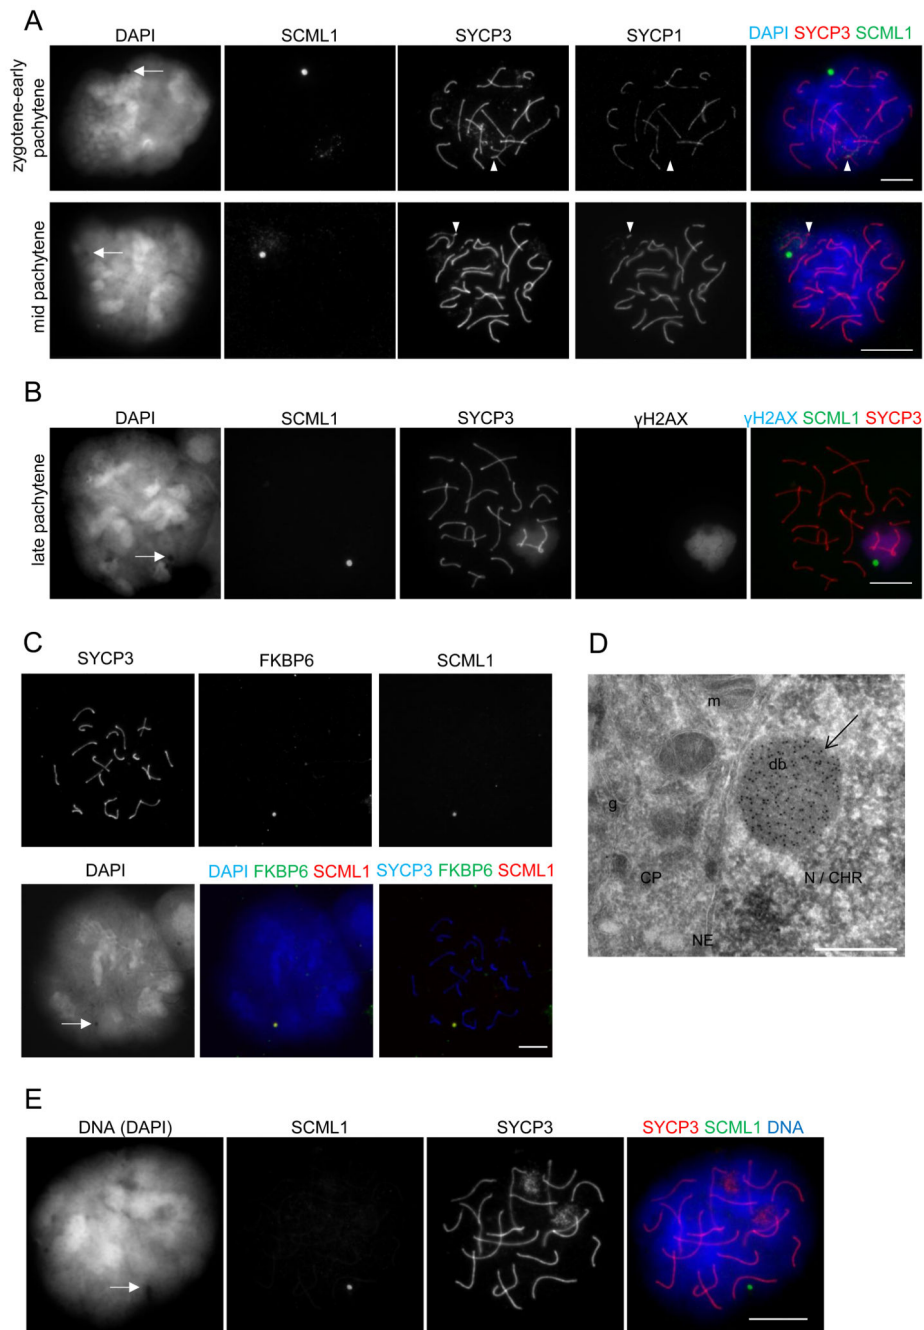 A
DAPI SCML1 SYCP3 SYCP1 DAPI SYCP3 SCML1
zygotene-early
pachytene
mid pachytene
B
DAPI SCML1 SYCP3 γH2AX γH2AX SCML1 SYCP3
late pachytene
C
SYCP3 FKBP6 SCML1
DAPI DAPI FKBP6 SCML1 SYCP3 FKBP6 SCML1
D
m
db
g
CP N / CHR
NE
E
DNA (DAPI) SCML1 SYCP3 SYCP3 SCML1 DNA